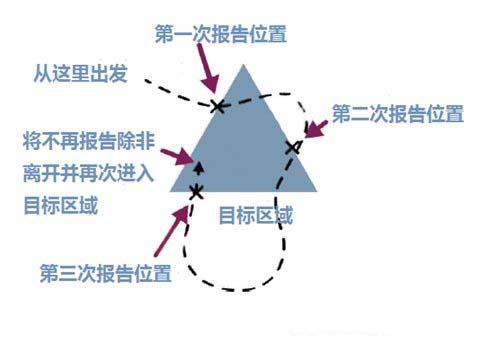 第一次报告位置
从这里出发
第二次报告位置
将不再报告除非
离开并再次进入
目标区域
目标区域
第三次报告位置